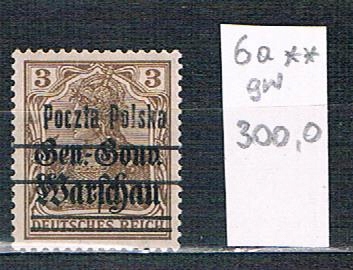 3 3
Poczta Polska
Gen.-Gouv.
Warschau
DEUTSCHES REICH
6a **
gw
300,0